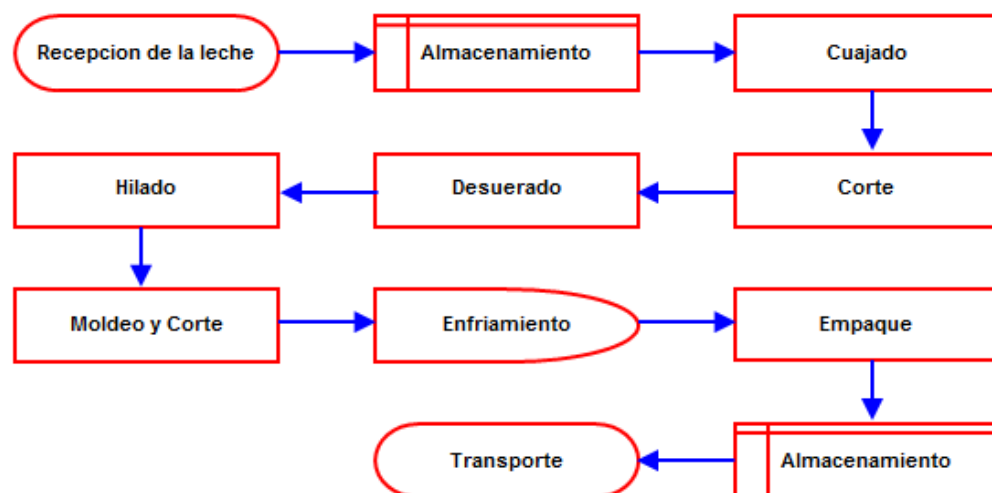 Recepcion de la leche
Almacenamiento
Cuajado
Corte
Desuerado
Hilado
Moldeo y Corte
Enfriamiento
Empaque
Almacenamiento
Transporte